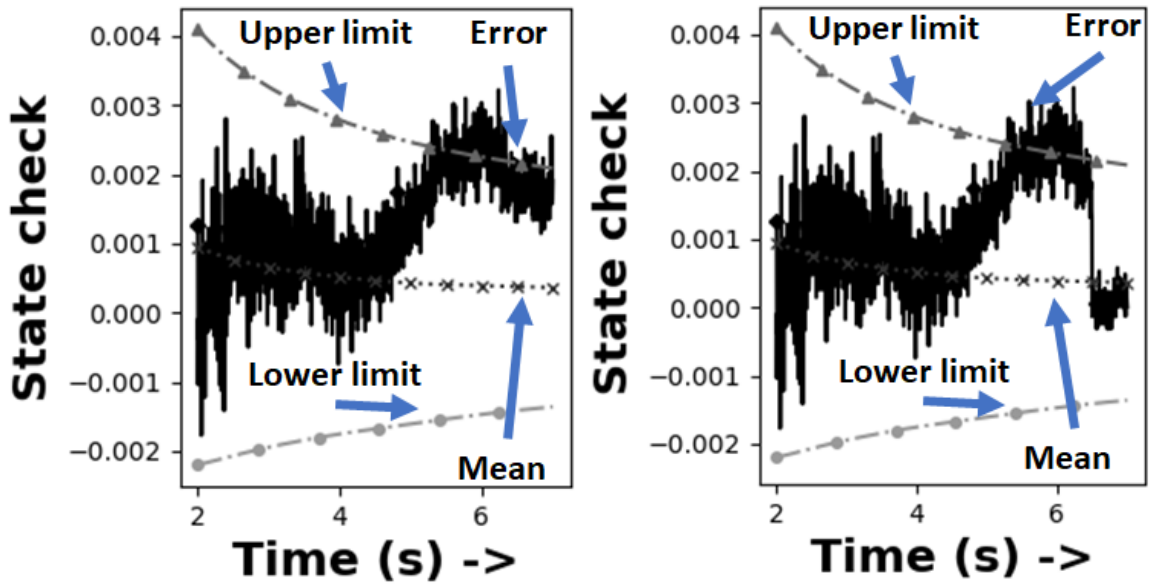 State check
0.004
0.003
0.002
0.001
0.000
−0.001
−0.002
Upper limit
Error
Lower limit
Mean
2
4
6
Time (s) ->
State check
0.004
0.003
0.002
0.001
0.000
−0.001
−0.002
Upper limit
Error
Lower limit
Mean
2
4
6
Time (s) ->